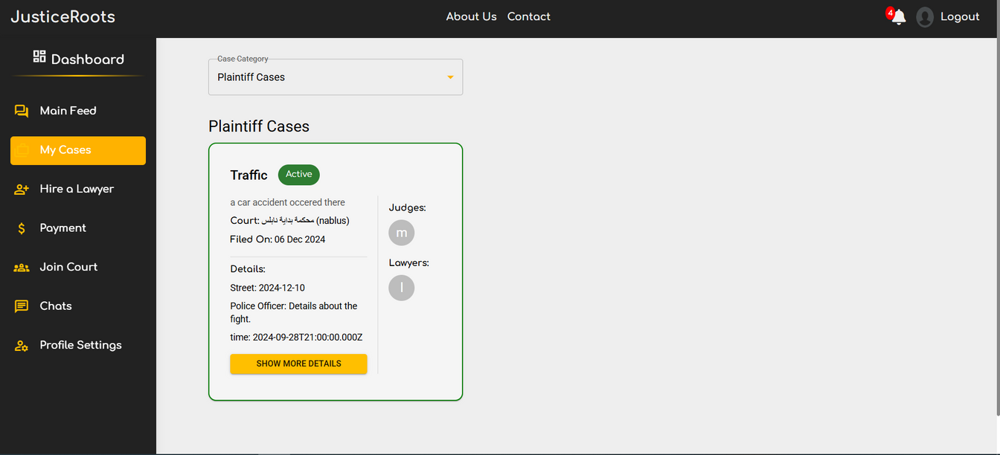 JusticeRoots
About Us Contact
4
Logout
Dashboard
Main Feed
My Cases
Hire a Lawyer
Payment
Join Court
Chats
Profile Settings
Case Category
Plaintiff Cases
Plaintiff Cases
Traffic Active
a car accident occered there
Court: محكمة بداية نابلس (nablus)
Filed On: 06 Dec 2024
Details:
Street: 2024-12-10
Police Officer: Details about the
fight.
time: 2024-09-28T21:00:00.000Z
SHOW MORE DETAILS
Judges:
m
Lawyers:
l